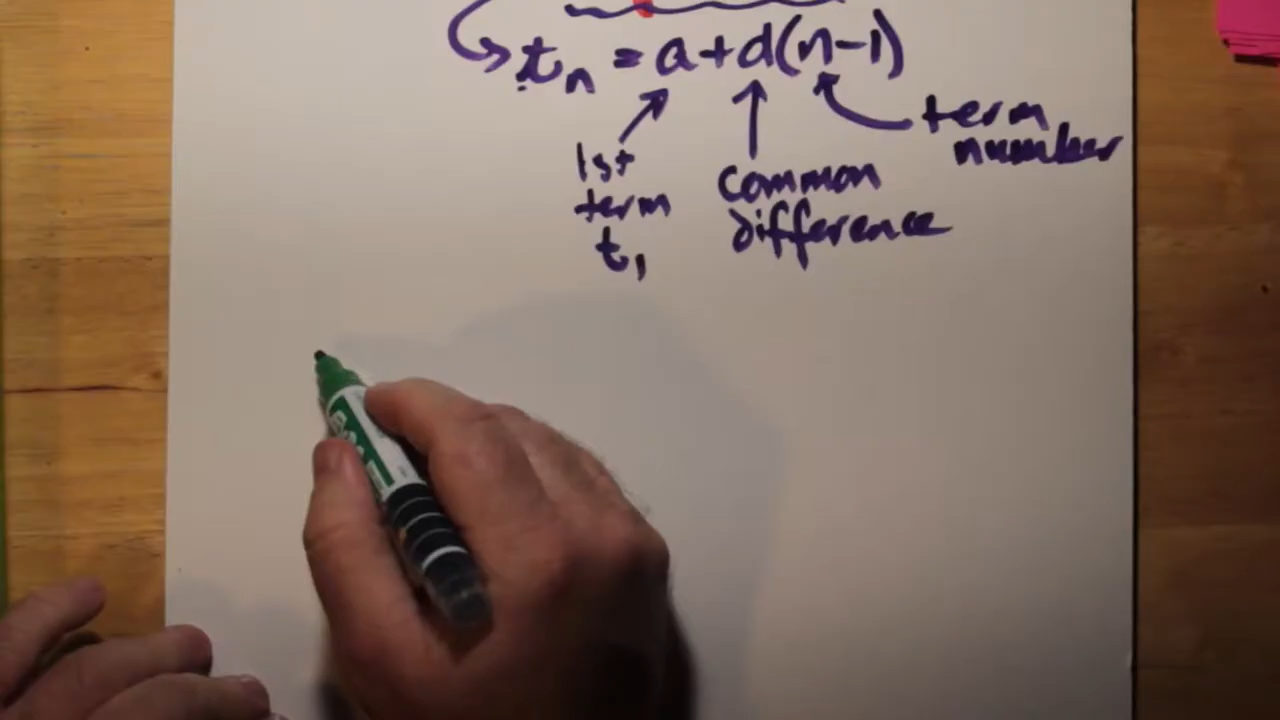 tn = a+d(n-1)
term
number
1st
term
t1
common
difference